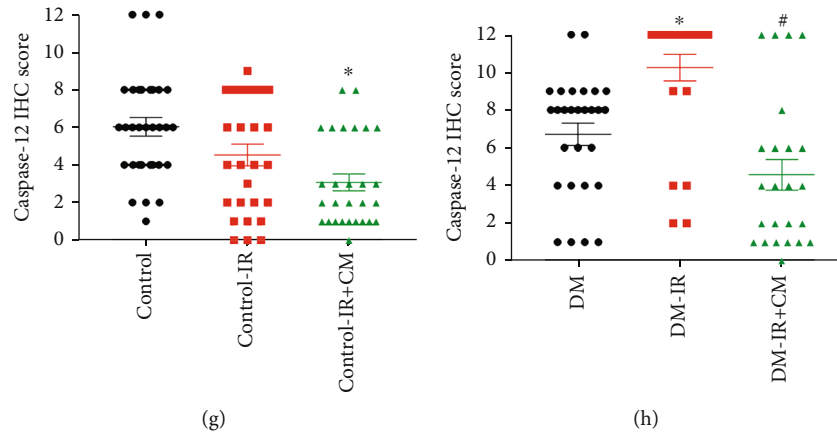 Caspase-12 IHC score
12
10
8
6
4
2
0
*
Control
Control-IR
Control-IR+CM
(g)
Caspase-12 IHC score
12
10
8
6
4
2
0
*
#
DM
DM-IR
DM-IR+CM
(h)